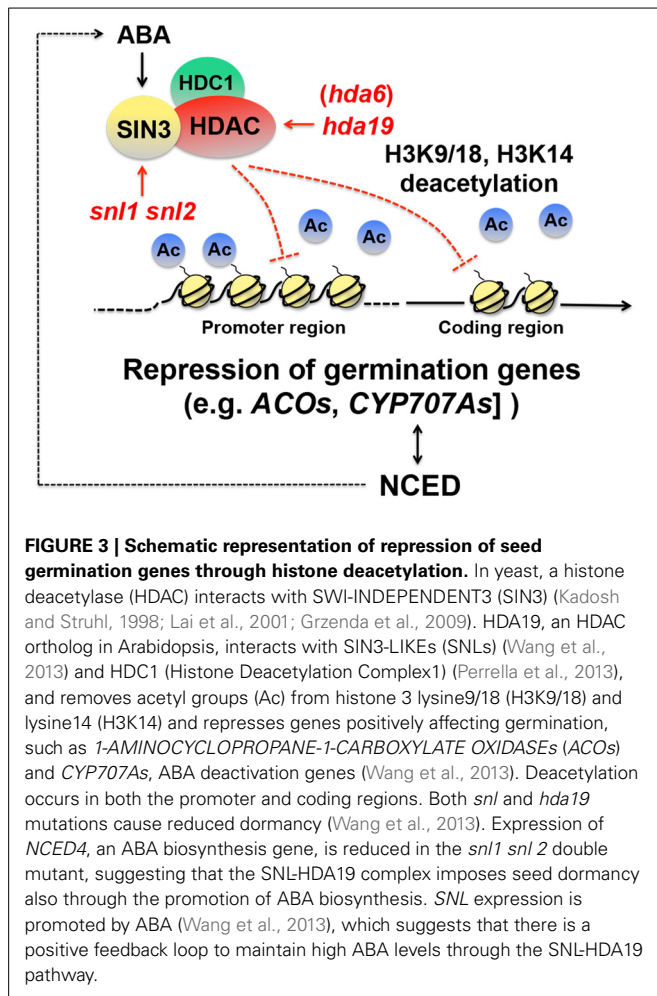 ABA
HDC1
SIN3
HDAC
(hda6)
hda19
snl1 snl2
H3K9/18, H3K14
deacetylation
Ac
Ac
Ac
Ac
Ac
Ac
Promoter region
Coding region
Repression of germination genes
(e.g. ACOs, CYP707As] )
NCED
FIGURE 3 | Schematic representation of repression of seed
germination genes through histone deacetylation. In yeast, a histone
deacetylase (HDAC) interacts with SWI-INDEPENDENT3 (SIN3) (Kadosh
and Struhl, 1998; Lai et al., 2001; Grzenda et al., 2009). HDA19, an HDAC
ortholog in Arabidopsis, interacts with SIN3-LIKEs (SNLs) (Wang et al.,
2013) and HDC1 (Histone Deacetylation Complex1) (Perrella et al., 2013),
and removes acetyl groups (Ac) from histone 3 lysine9/18 (H3K9/18) and
lysine14 (H3K14) and represses genes positively affecting germination,
such as 1-AMINOCYCLOPROPANE-1-CARBOXYLATE OXIDASEs (ACOs)
and CYP707As, ABA deactivation genes (Wang et al., 2013). Deacetylation
occurs in both the promoter and coding regions. Both snl and hda19
mutations cause reduced dormancy (Wang et al., 2013). Expression of
NCED4, an ABA biosynthesis gene, is reduced in the snl1 snl 2 double
mutant, suggesting that the SNL-HDA19 complex imposes seed dormancy
also through the promotion of ABA biosynthesis. SNL expression is
promoted by ABA (Wang et al., 2013), which suggests that there is a
positive feedback loop to maintain high ABA levels through the SNL-HDA19
pathway.